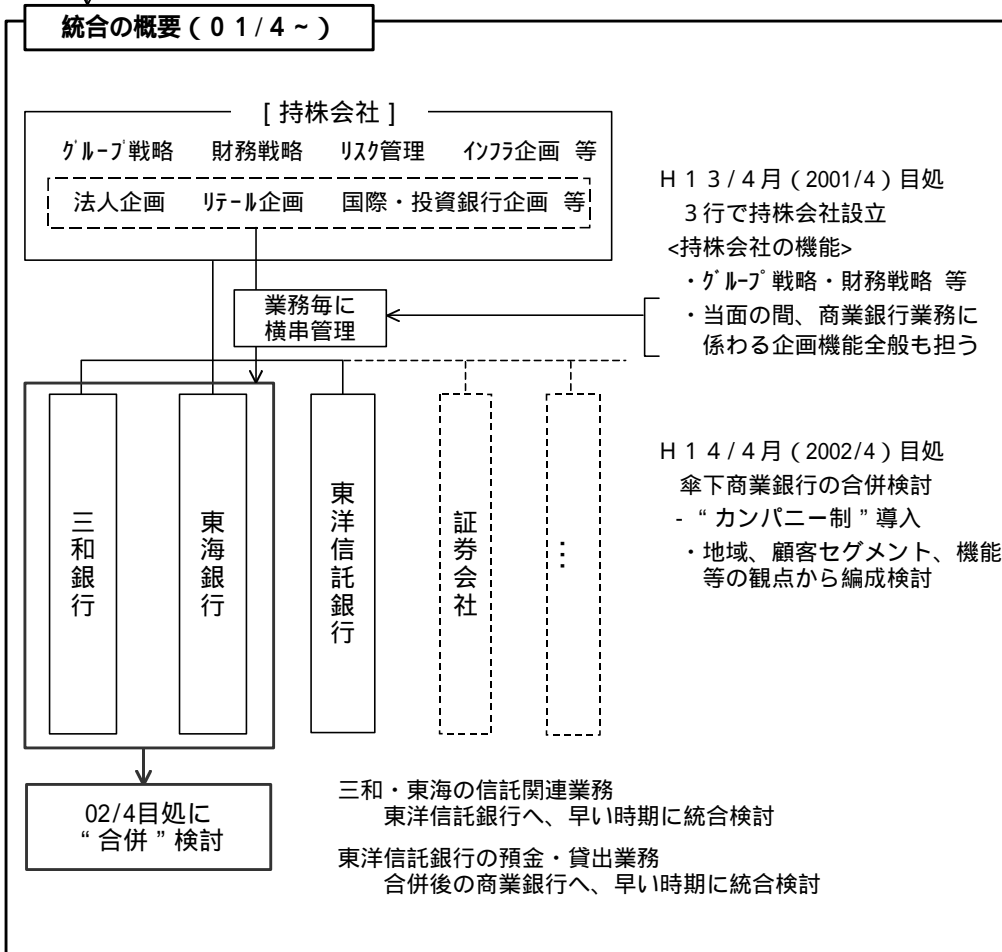 統合の概要(01/4~)
[持株会社]
グループ戦略 財務戦略 リスク管理 インフラ企画 等
法人企画 リテール企画 国際・投資銀行企画 等
業務毎に
横串管理
H13/4月(2001/4)目処
3行で持株会社設立
<持株会社の機能>
・グループ戦略・財務戦略 等
・当面の間、商業銀行業務に
係わる企画機能全般も担う
三和銀行
東海銀行
東洋信託銀行
証券会社
…
H14/4月(2002/4)目処
傘下商業銀行の合併検討
- “カンパニー制”導入
・地域、顧客セグメント、機能
等の観点から編成検討
02/4目処に
“合併”検討
三和・東海の信託関連業務
東洋信託銀行へ、早い時期に統合検討
東洋信託銀行の預金・貸出業務
合併後の商業銀行へ、早い時期に統合検討